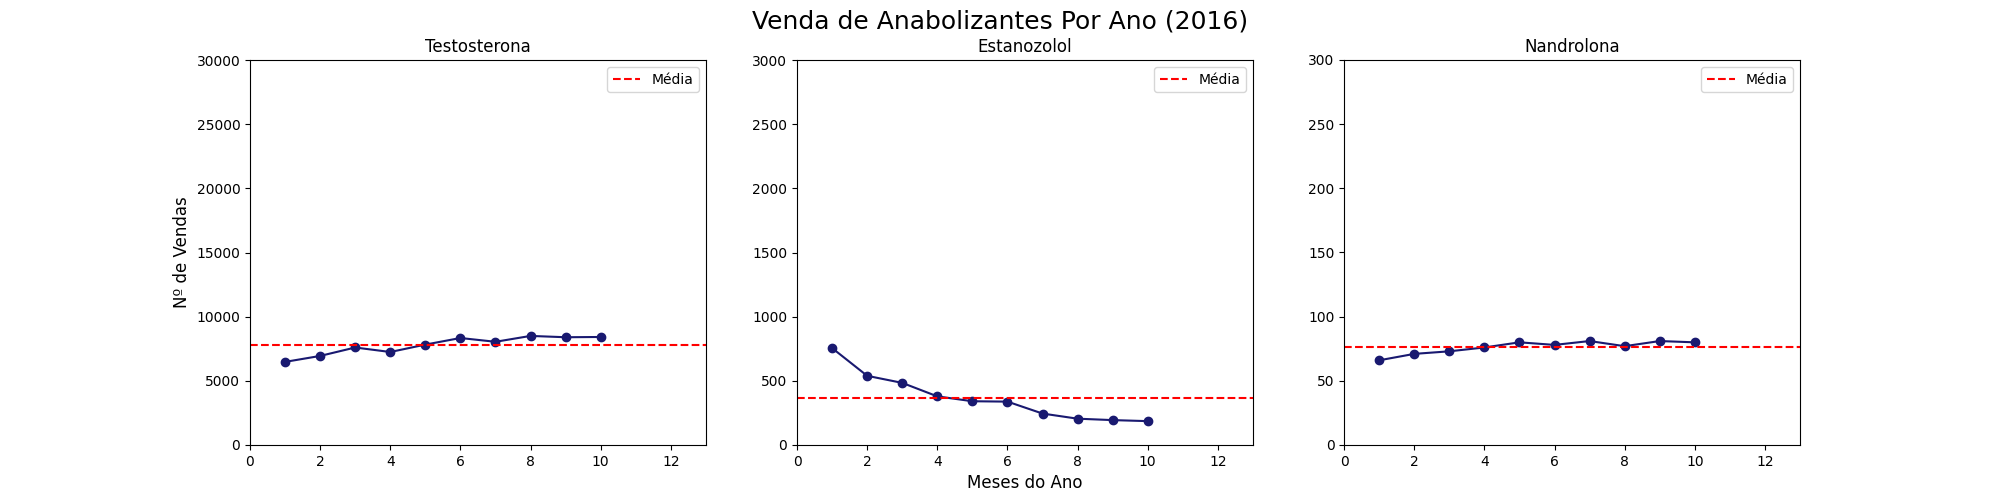 Venda de Anabolizantes Por Ano (2016)
Testosterona
Nº de Vendas
30000
25000
20000
15000
10000
5000
0
0 2 4 6 8 10 12
Média
Estanozolol
3000
2500
2000
1500
1000
500
0
0 2 4 6 8 10 12
Meses do Ano
Média
Nandrolona
300
250
200
150
100
50
0
0 2 4 6 8 10 12
Média